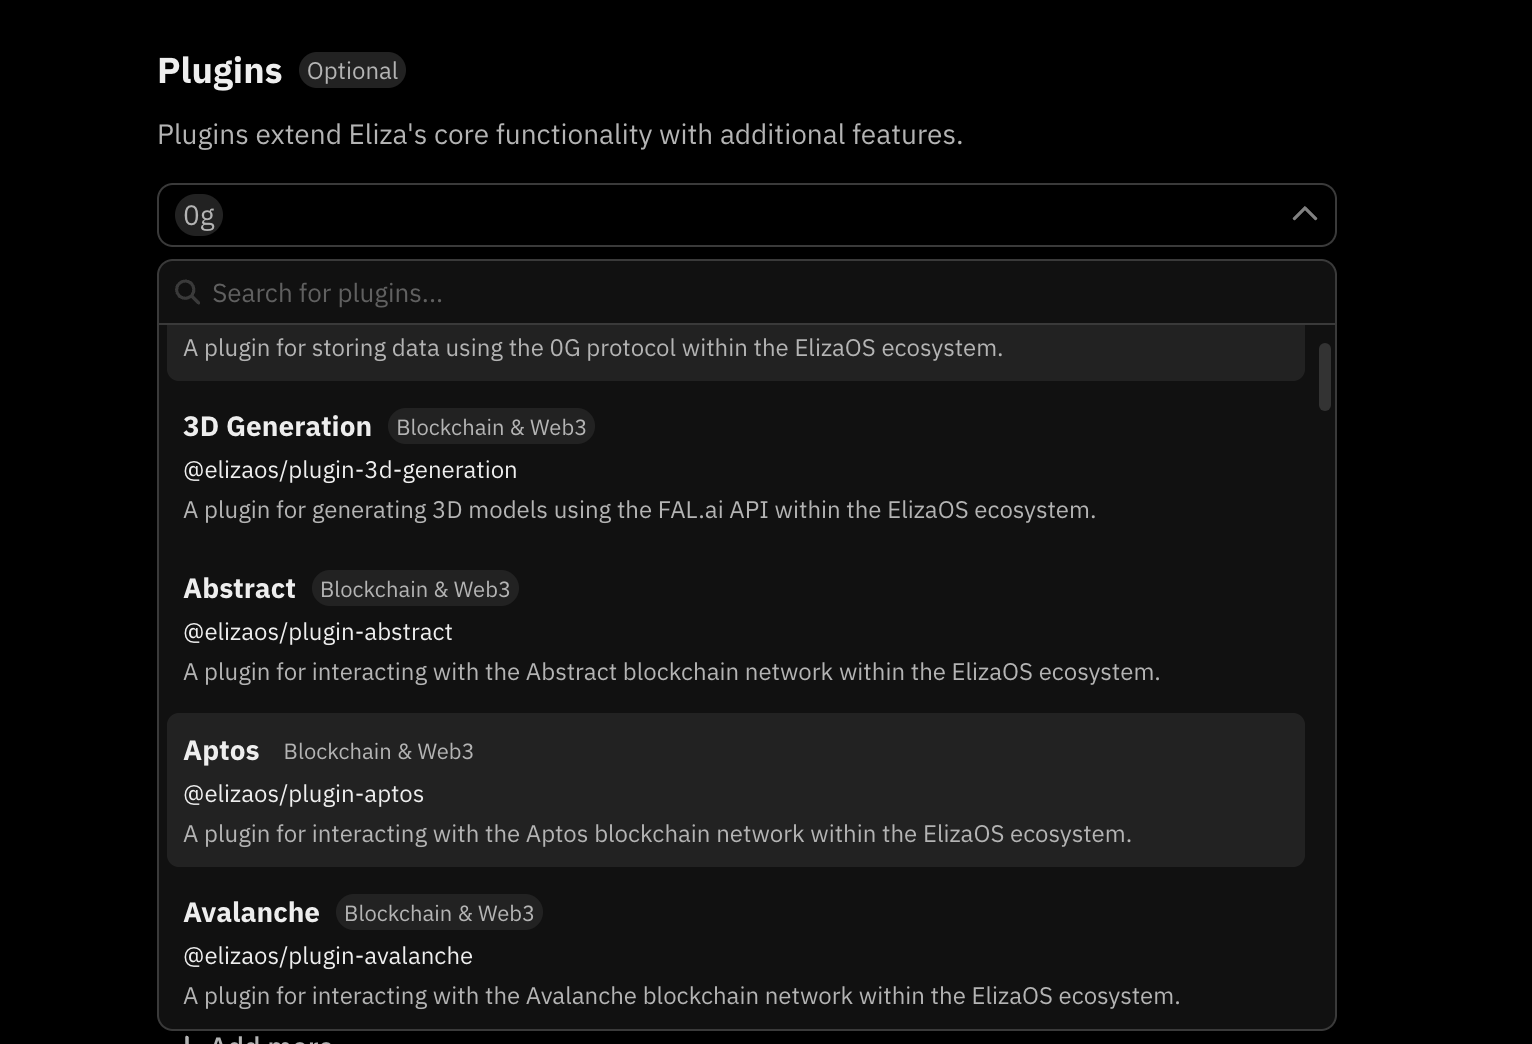 Plugins Optional
Plugins extend Eliza's core functionality with additional features.
0g
Search for plugins...
A plugin for storing data using the 0G protocol within the ElizaOS ecosystem.
3D Generation Blockchain & Web3
@elizaos/plugin-3d-generation
A plugin for generating 3D models using the FAL.ai API within the ElizaOS ecosystem.
Abstract Blockchain & Web3
@elizaos/plugin-abstract
A plugin for interacting with the Abstract blockchain network within the ElizaOS ecosystem.
Aptos Blockchain & Web3
@elizaos/plugin-aptos
A plugin for interacting with the Aptos blockchain network within the ElizaOS ecosystem.
Avalanche Blockchain & Web3
@elizaos/plugin-avalanche
A plugin for interacting with the Avalanche blockchain network within the ElizaOS ecosystem.
Add more